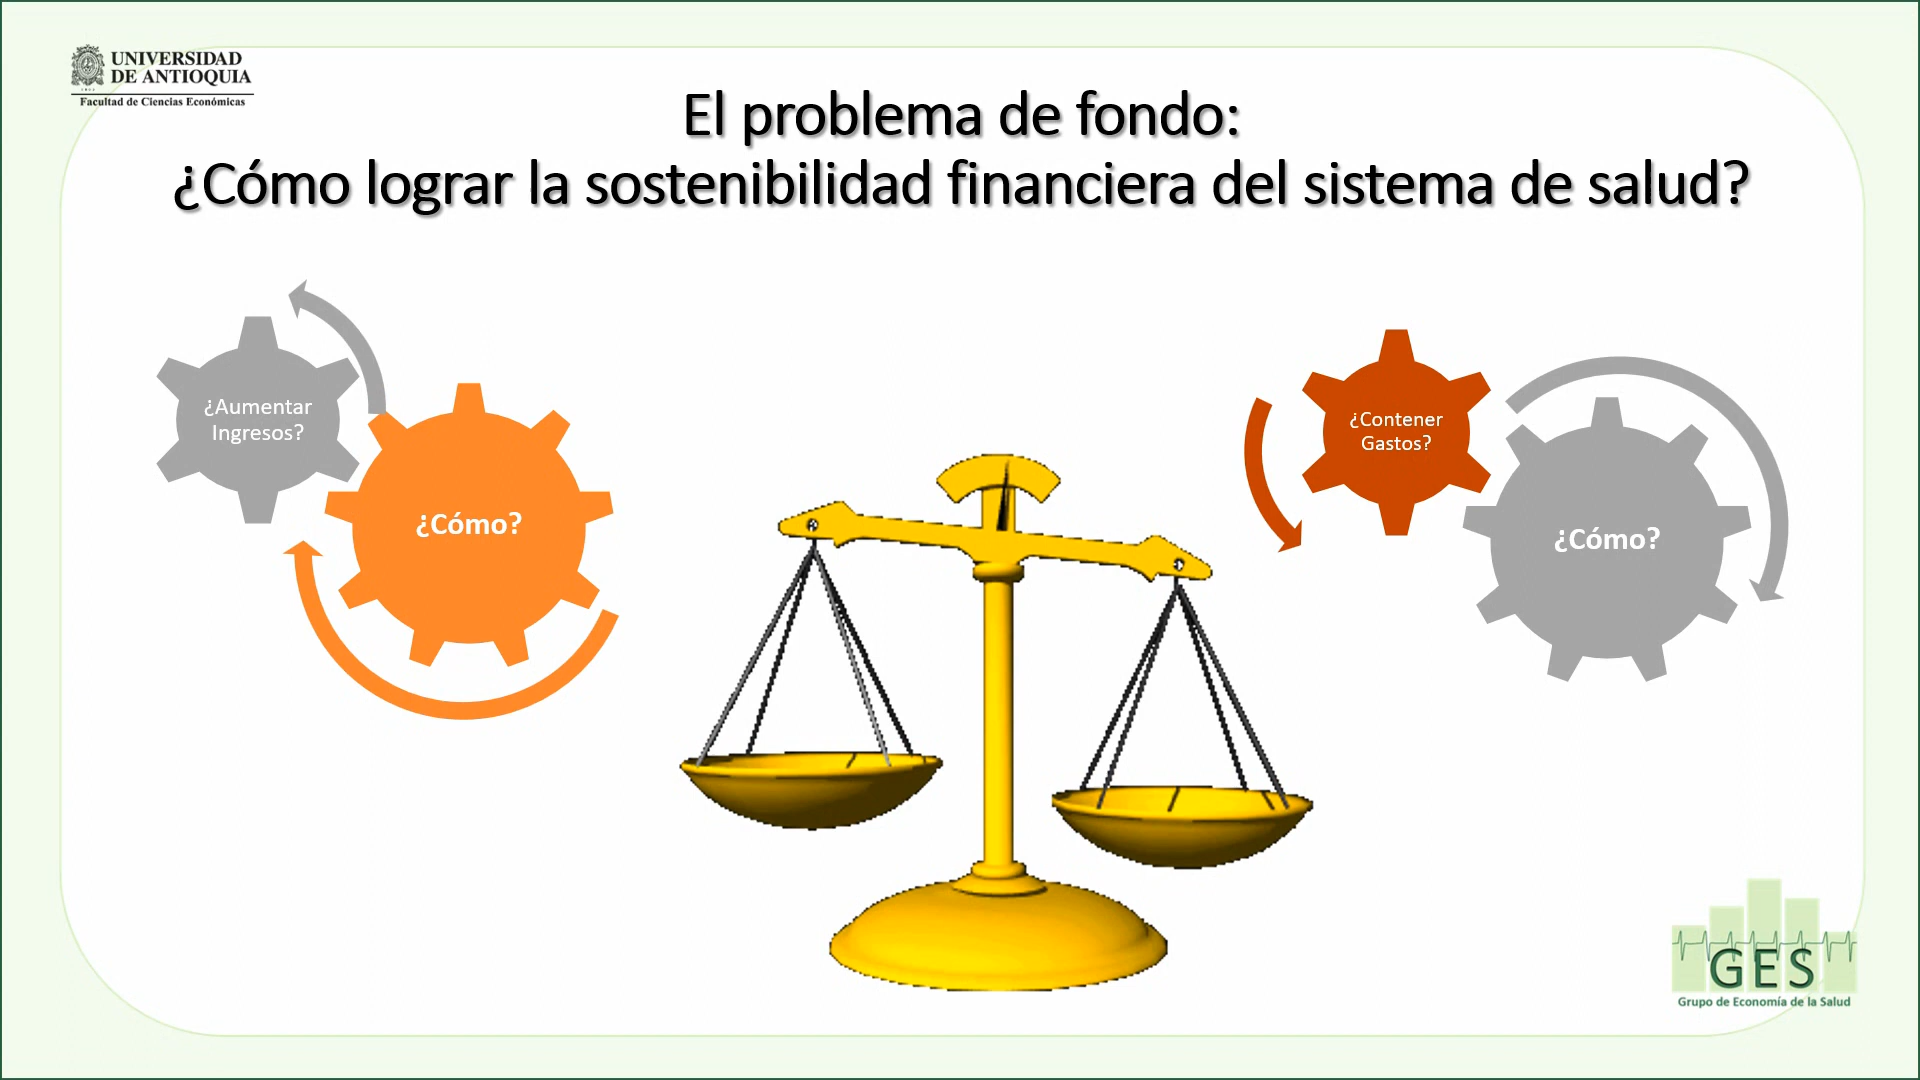 UNIVERSIDAD
DE ANTIOQUIA
Facultad de Ciencias Económicas
El problema de fondo:
¿Cómo lograr la sostenibilidad financiera del sistema de salud?
¿Aumentar
Ingresos?
¿Cómo?
¿Contener
Gastos?
¿Cómo?
GES
Grupo de Economía de la Salud